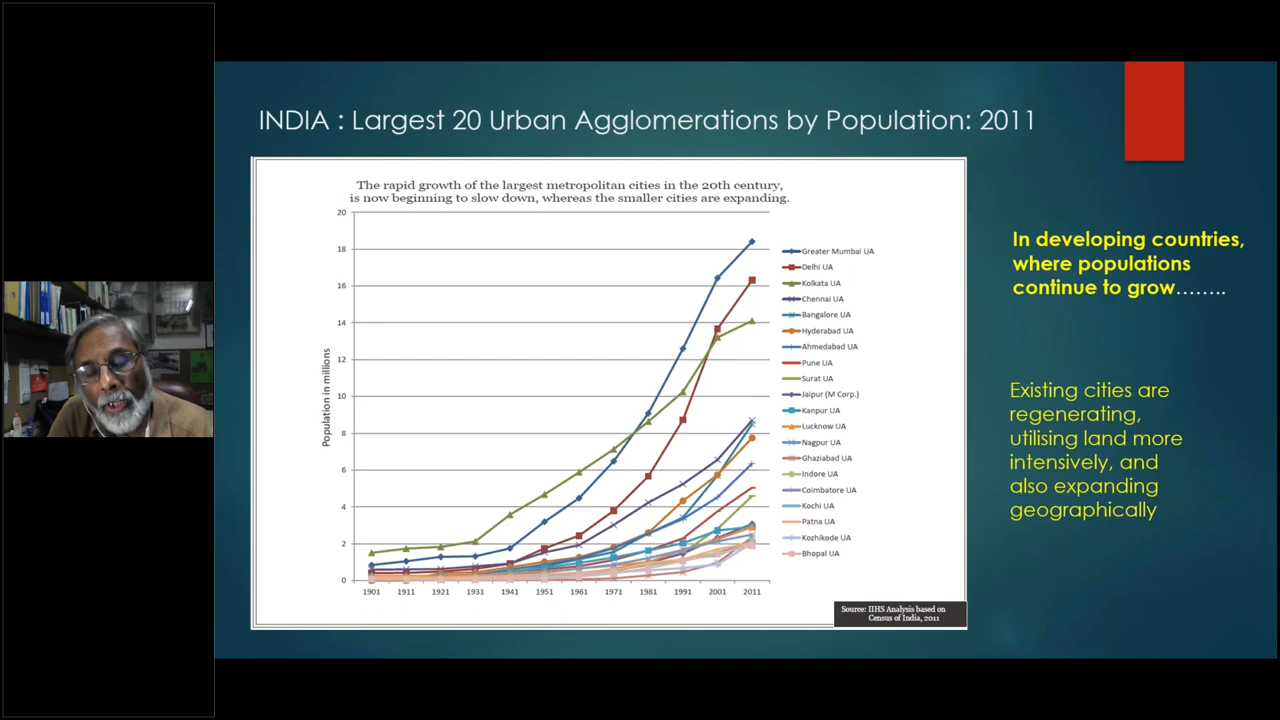 INDIA : Largest 20 Urban Agglomerations by Population: 2011
The rapid growth of the largest metropolitan cities in the 20th century,
is now beginning to slow down, whereas the smaller cities are expanding.
Population in millions
20
18
16
14
12
10
8
6
4
2
0
1901 1911 1921 1931 1941 1951 1961 1971 1981 1991 2001 2011
Greater Mumbai UA
Delhi UA
Kolkata UA
Chennai UA
Bangalore UA
Hyderabad UA
Ahmedabad UA
Pune UA
Surat UA
Jaipur (M Corp.)
Kanpur UA
Lucknow UA
Nagpur UA
Ghaziabad UA
Indore UA
Coimbatore UA
Kochi UA
Patna UA
Kozhikode UA
Bhopal UA
Source: IIHS Analysis based on
Census of India, 2011
In developing countries,
where populations
continue to grow……..
Existing cities are
regenerating,
utilising land more
intensively, and
also expanding
geographically